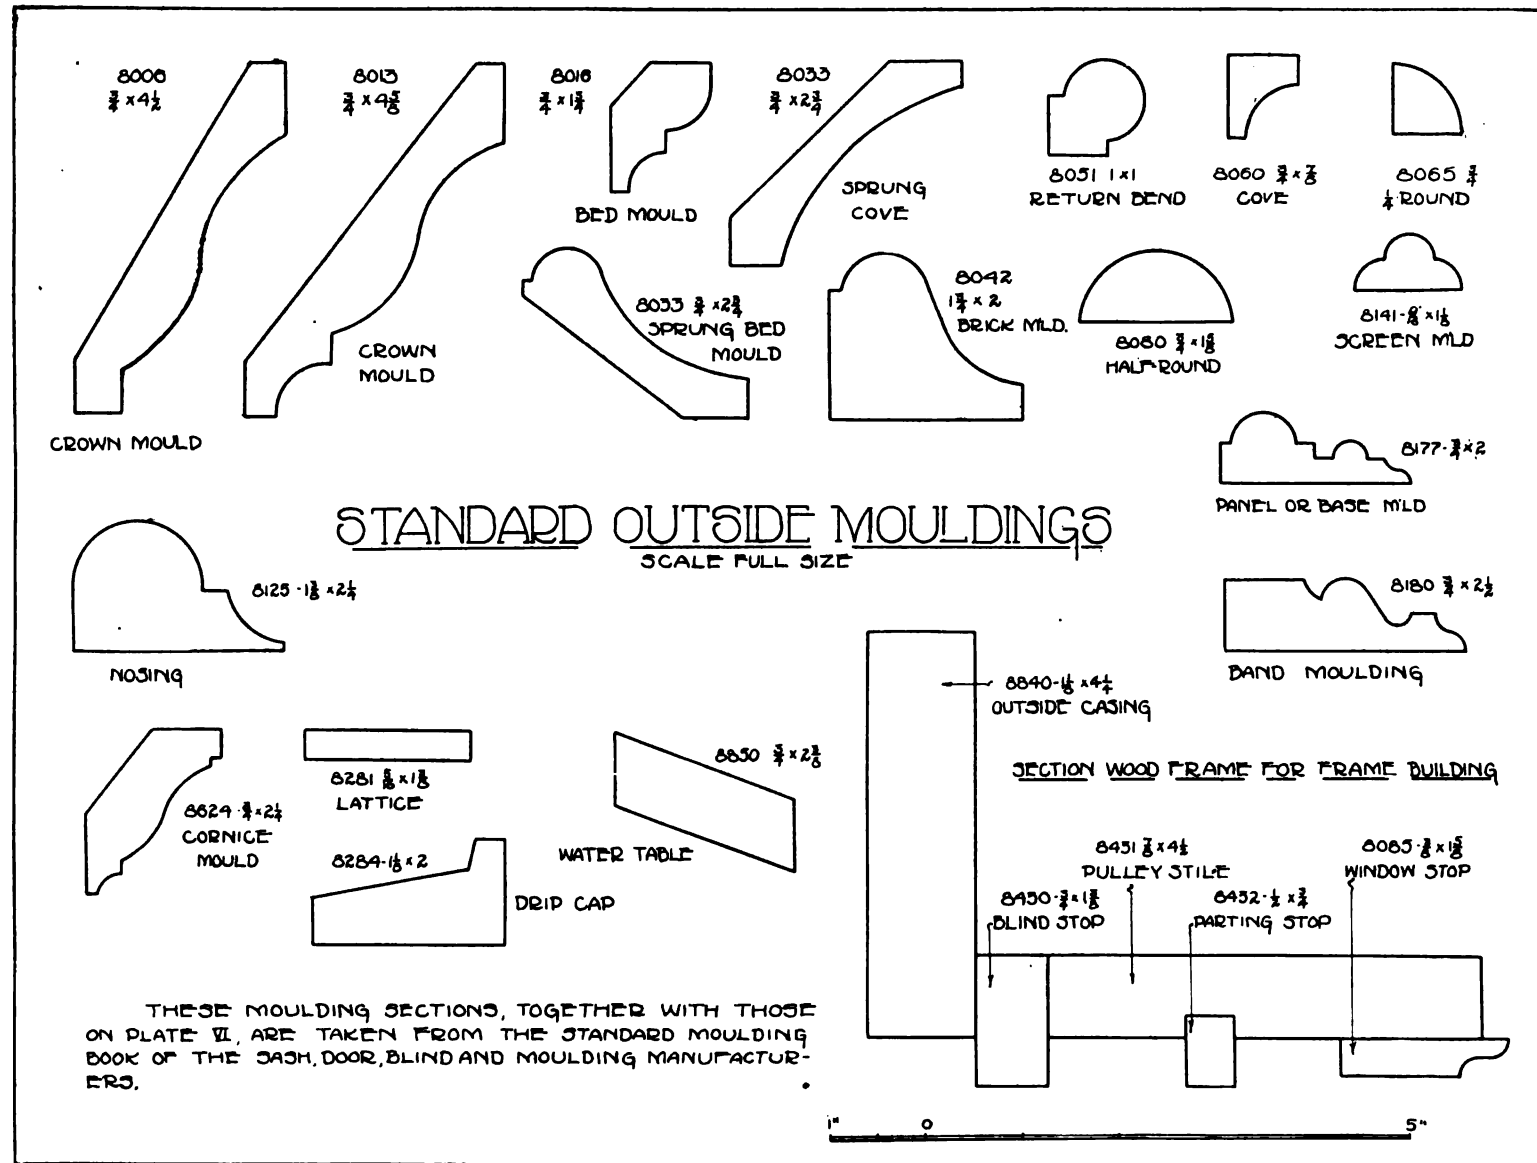 8006
3/4 x 4 1/2
CROWN MOULD
8013
3/4 x 4 5/8
CROWN
MOULD
8016
3/4 x 1 3/4
BED MOULD
8033
3/4 x 2 3/4
SPRUNG
COVE
8051 1 x 1
RETURN BEND
8060 3/4 x 7/8
COVE
8065 3/4
1/4 ROUND
8033 3/4 x 2 3/4
SPRUNG BED
MOULD
8042
1 3/4 x 2
BRICK MLD.
8080 3/4 x 1 5/8
HALF-ROUND
8141- x 1 1/8
SCREEN MLD
8177-3/4 x 2
PANEL OR BASE M'LD
STANDARD OUTSIDE MOULDINGS
SCALE FULL SIZE
8125-1 3/8 x 2 1/4
NOSING
8180 3/4 x 2 1/2
BAND MOULDING
8840-1 1/8 x 4 1/4
OUTSIDE CASING
8624-3/4 x 2 1/4
CORNICE
MOULD
8281 5/16 x 1 3/8
LATTICE
8284-1 1/8 x 2
DRIP CAP
8850 3/4 x 2 3/8
WATER TABLE
SECTION WOOD FRAME FOR FRAME BUILDING
8450-3/4 x 1 3/8
BLIND STOP
8451 7/8 x 4 1/2
PULLEY STILE
8452-1/2 x 3/4
PARTING STOP
8085-3/8 x 1 5/8
WINDOW STOP
THESE MOULDING SECTIONS, TOGETHER WITH THOSE
ON PLATE VI, ARE TAKEN FROM THE STANDARD MOULDING
BOOK OF THE SASH, DOOR, BLIND AND MOULDING MANUFACTUR-
ERS.
1" 0 5"